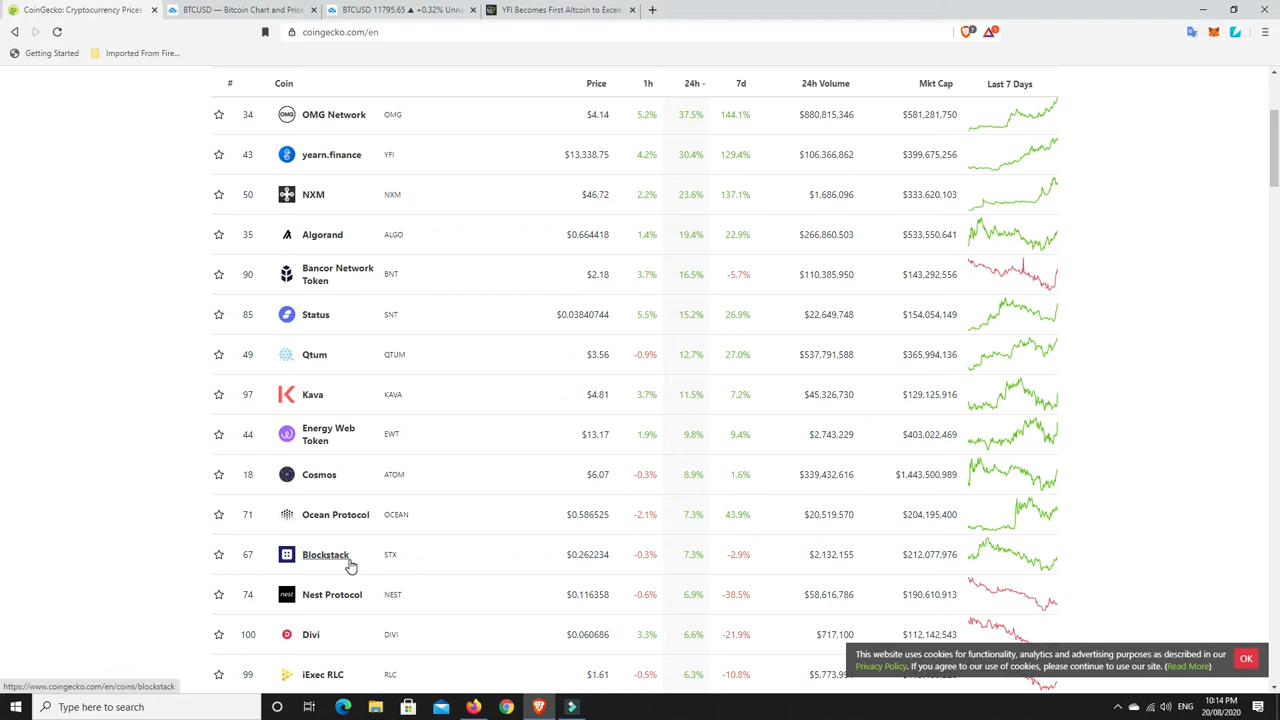 CoinGecko: Cryptocurrency Prices
BTCUSD — Bitcoin Chart and Price
BTCUSD 11795.65 ▲ +0.32% Unna
YFI Becomes First Altcoin to Excee
coingecko.com/en
Getting Started
Imported From Fire...
# Coin Price 1h 24h 7d 24h Volume Mkt Cap Last 7 Days
34 OMG Network OMG $4.14 5.2% 37.5% 144.1% $880,815,346 $581,281,750
43 yearn.finance YFI $13,338.75 4.2% 30.4% 129.4% $106,366,862 $399,675,256
50 NXM NXM $46.72 2.2% 23.6% 137.1% $1,686,096 $333,620,103
35 Algorand ALGO $0.664418 1.4% 19.4% 22.9% $266,860,503 $533,550,641
90 Bancor Network Token BNT $2.18 3.7% 16.5% -5.7% $110,385,950 $143,292,556
85 Status SNT $0.03840744 5.5% 15.2% 26.9% $22,649,748 $154,054,149
49 Qtum QTUM $3.56 -0.9% 12.7% 27.0% $537,791,588 $365,994,136
97 Kava KAVA $4.81 3.7% 11.5% 7.2% $45,326,730 $129,125,916
44 Energy Web Token EWT $13.17 1.9% 9.8% 9.4% $2,743,229 $403,022,469
18 Cosmos ATOM $6.07 -0.3% 8.9% 1.6% $339,432,616 $1,443,500,989
71 Ocean Protocol OCEAN $0.586525 -2.1% 7.3% 43.9% $20,519,570 $204,195,400
67 Blockstack STX $0.262234 -0.3% 7.3% -2.9% $2,132,155 $212,077,976
74 Nest Protocol NEST $0.116358 -0.6% 6.9% -38.5% $58,616,786 $190,610,913
100 Divi DIVI $0.060686 3.3% 6.6% -21.9% $717,100 $112,142,543
99 iExec RLC RLC $1.61 -0.5% 6.3% -10.8%
This website uses cookies for functionality, analytics and advertising purposes as described in our
Privacy Policy. If you agree to our use of cookies, please continue to use our site. (Read More)
OK
https://www.coingecko.com/en/coins/blockstack
Type here to search
ENG
10:14 PM
20/08/2020